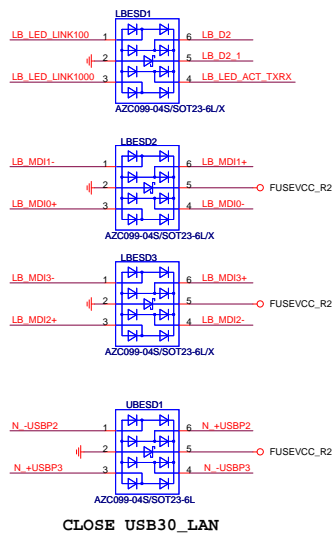 LBESD1
LB_LED_LINK100 1 6 LB_D2
2 5 LB_D2_1
LB_LED_LINK1000 3 4 LB_LED_ACT_TXRX
AZC099-04S/SOT23-6L/X
LBESD2
LB_MDI1- 1 6 LB_MDI1+
2 5 FUSEVCC_R2
LB_MDI0+ 3 4 LB_MDI0-
AZC099-04S/SOT23-6L/X
LBESD3
LB_MDI3- 1 6 LB_MDI3+
2 5 FUSEVCC_R2
LB_MDI2+ 3 4 LB_MDI2-
AZC099-04S/SOT23-6L/X
UBESD1
N_-USBP2 1 6 N_+USBP2
2 5 FUSEVCC_R2
N_+USBP3 3 4 N_-USBP3
AZC099-04S/SOT23-6L
CLOSE USB30_LAN